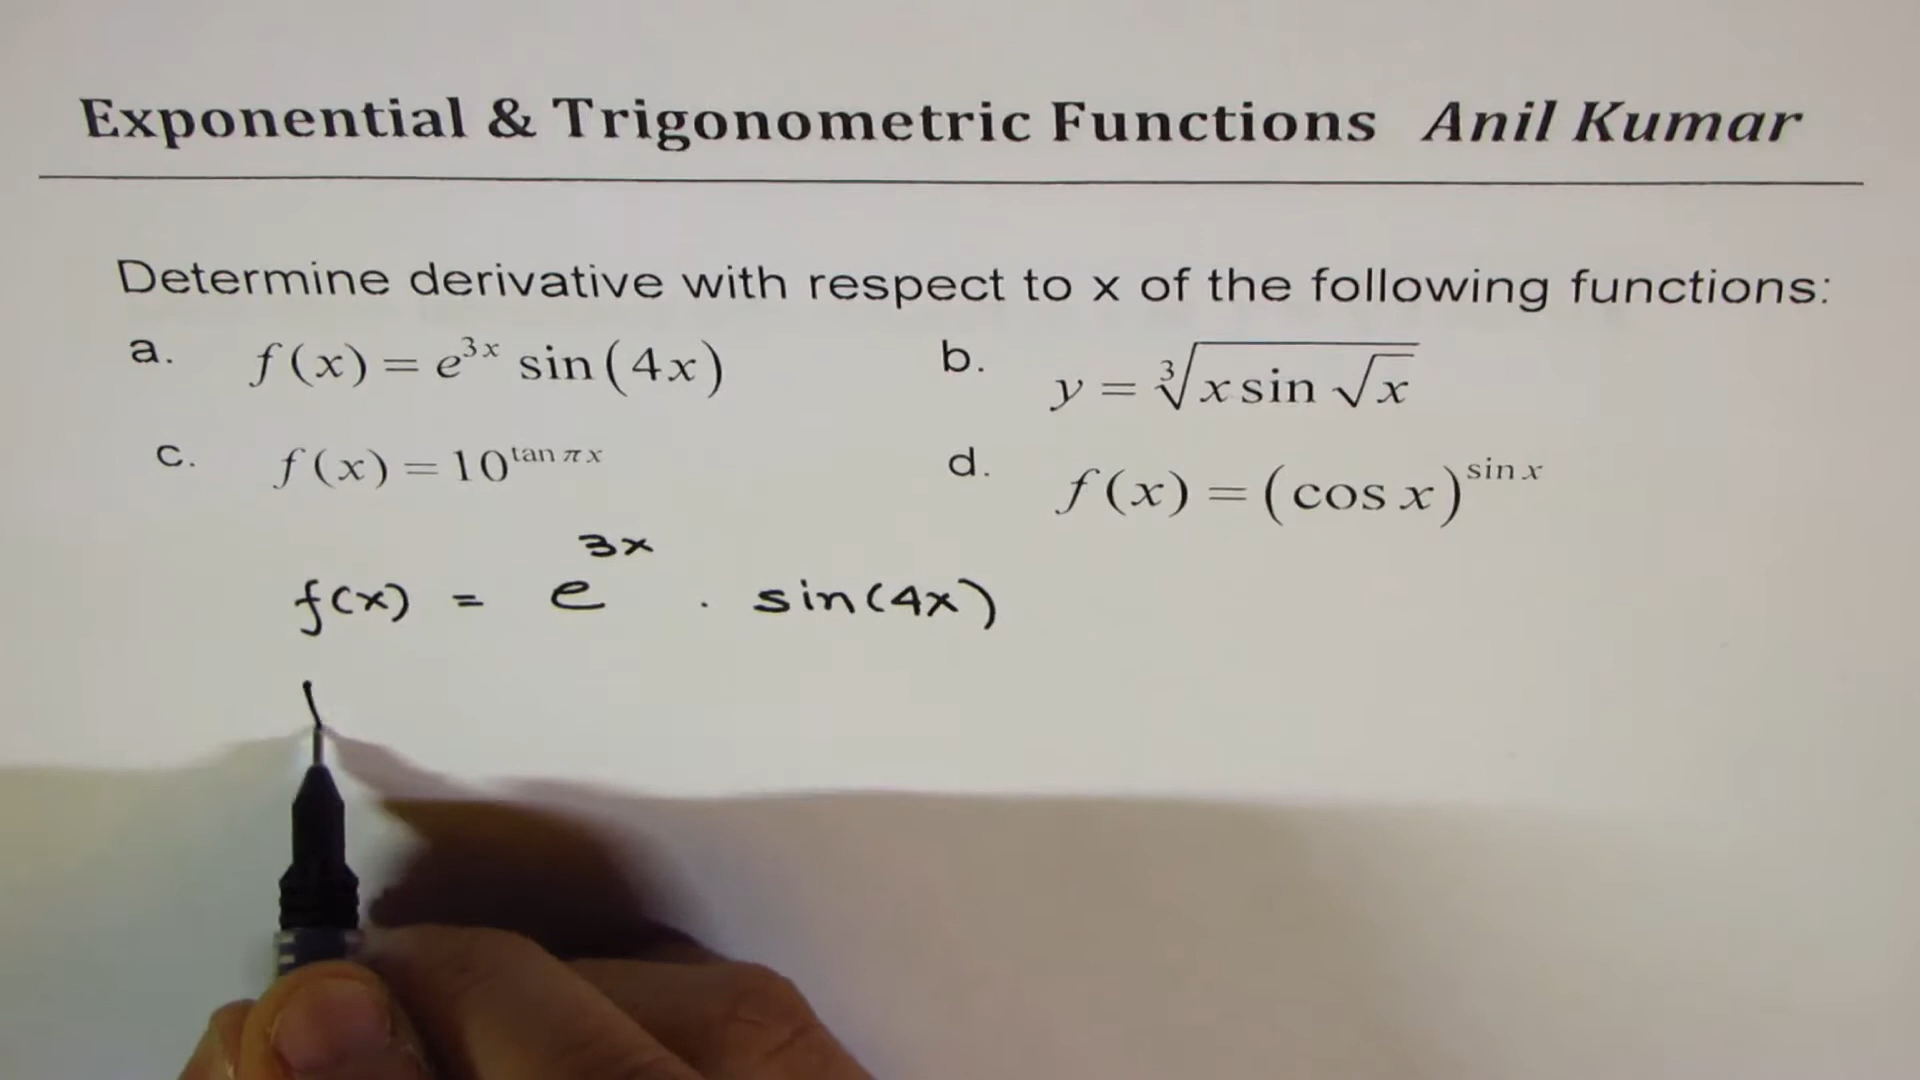 Exponential & Trigonometric Functions Anil Kumar
Determine derivative with respect to x of the following functions:
a. f(x) = e^{3x} sin(4x) b. y = ∛(x sin √x)
c. f(x) = 10^{tan πx} d. f(x) = (cos x)^{sin x}
f(x) = e^{3x} · sin(4x)